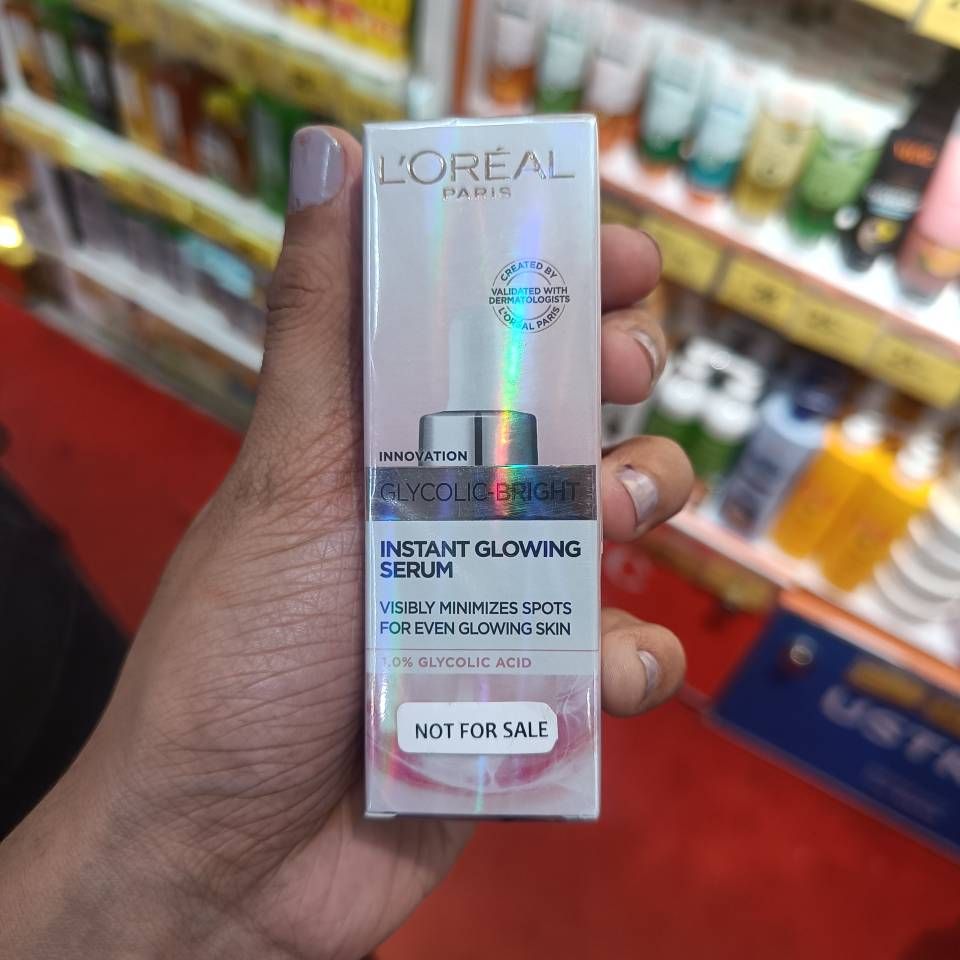 L'ORÉAL
PARIS
CREATED BY
VALIDATED WITH
DERMATOLOGISTS
L'ORÉAL PARIS
INNOVATION
GLYCOLIC-BRIGHT
INSTANT GLOWING
SERUM
VISIBLY MINIMIZES SPOTS
FOR EVEN GLOWING SKIN
1.0% GLYCOLIC ACID
NOT FOR SALE